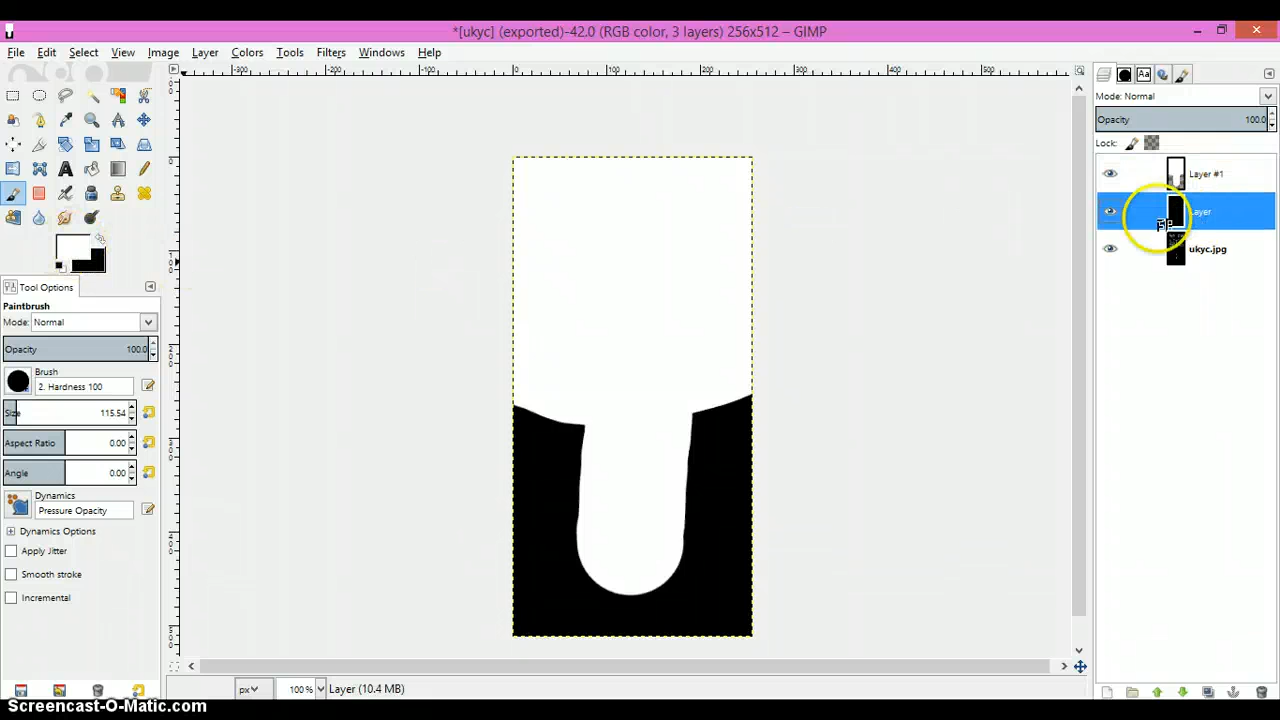 *[ukyc] (exported)-42.0 (RGB color, 3 layers) 256x512 – GIMP
File Edit Select View Image Layer Colors Tools Filters Windows Help
Mode: Normal
Opacity 100.0
Lock:
Layer #1
Layer
ukyc.jpg
Tool Options
Paintbrush
Mode: Normal
Opacity 100.0
Brush
2. Hardness 100
Size 115.54
Aspect Ratio 0.00
Angle 0.00
Dynamics
Pressure Opacity
Dynamics Options
Apply Jitter
Smooth stroke
Incremental
px 100% Layer (10.4 MB)
Screencast-O-Matic.com